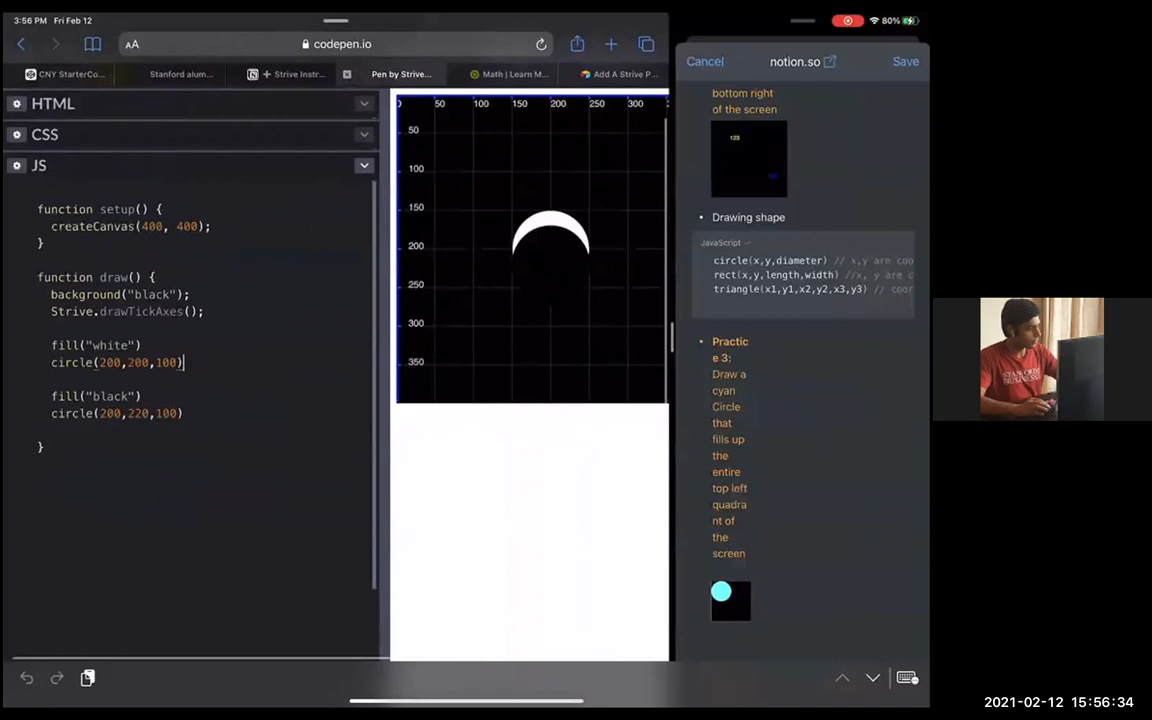 3:56 PM Fri Feb 12
80%
AA
codepen.io
CNY StarterCo...
Stanford alum...
+ Strive Instr...
Pen by Strive...
Math | Learn M...
Add A Strive P...
HTML
CSS
JS
function setup() {
createCanvas(400, 400);
}
function draw() {
background("black");
Strive.drawTickAxes();
fill("white")
circle(200,200,100)
fill("black")
circle(200,220,100)
}
50 100 150 200 250 300
50
100
150
200
250
300
350
Cancel
notion.so
Save
bottom right
of the screen
123
• Drawing shape
JavaScript
circle(x,y,diameter) // x,y are coo
rect(x,y,length,width) //x, y are c
triangle(x1,y1,x2,y2,x3,y3) // coor
• Practic
e 3:
Draw a
cyan
Circle
that
fills up
the
entire
top left
quadra
nt of
the
screen
STANFORD
BUSINESS
2021-02-12 15:56:34